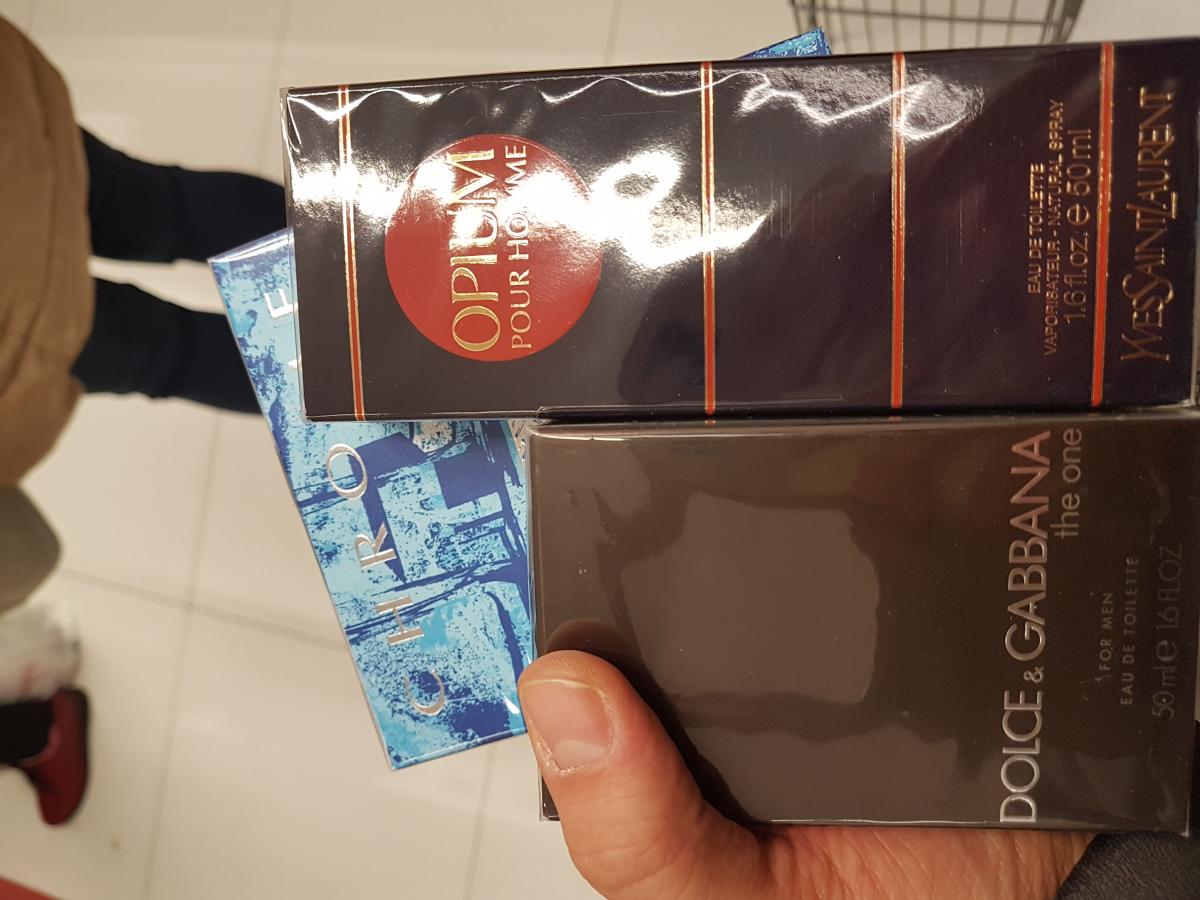 OPIUM
POUR HOMME
EAU DE TOILETTE
VAPORISATEUR - NATURAL SPRAY
1.6 fl.oz. e 50 ml
YVES SAINT LAURENT
DOLCE & GABBANA
the one
FOR MEN
EAU DE TOILETTE
50 ml e 1.6 Fl.OZ
CHRO